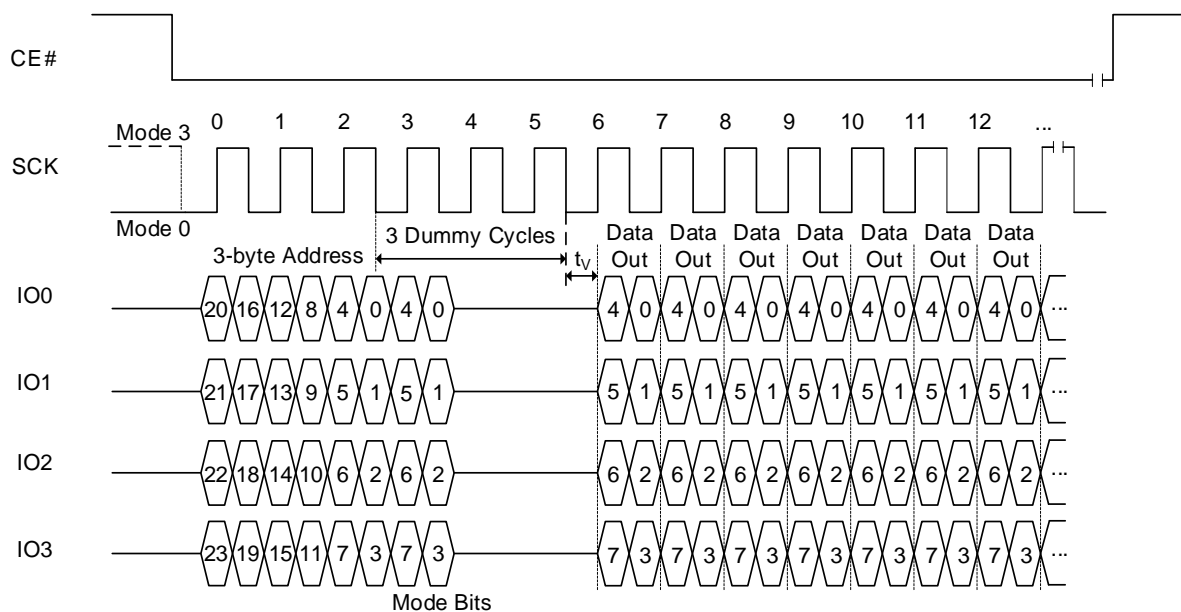 CE#
0 1 2 3 4 5 6 7 8 9 10 11 12 ...
Mode 3
SCK
Mode 0
3-byte Address
3 Dummy Cycles
tV
Data Out Data Out Data Out Data Out Data Out Data Out Data Out
IO0 20 16 12 8 4 0 4 0 4 0 4 0 4 0 4 0 4 0 4 0 4 0 ...
IO1 21 17 13 9 5 1 5 1 5 1 5 1 5 1 5 1 5 1 5 1 5 1 ...
IO2 22 18 14 10 6 2 6 2 6 2 6 2 6 2 6 2 6 2 6 2 6 2 ...
IO3 23 19 15 11 7 3 7 3 7 3 7 3 7 3 7 3 7 3 7 3 7 3 ...
Mode Bits